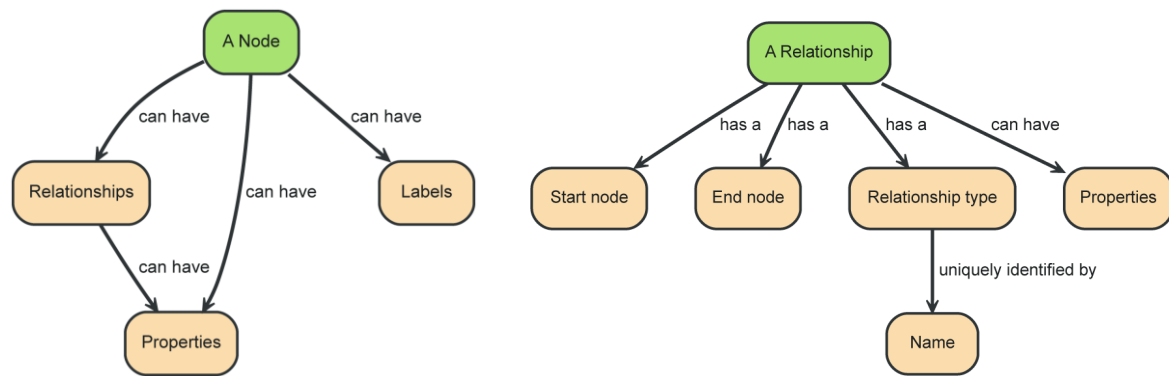 A Node
can have
can have
can have
Relationships
Labels
can have
Properties
A Relationship
has a
has a
has a
can have
Start node
End node
Relationship type
Properties
uniquely identified by
Name